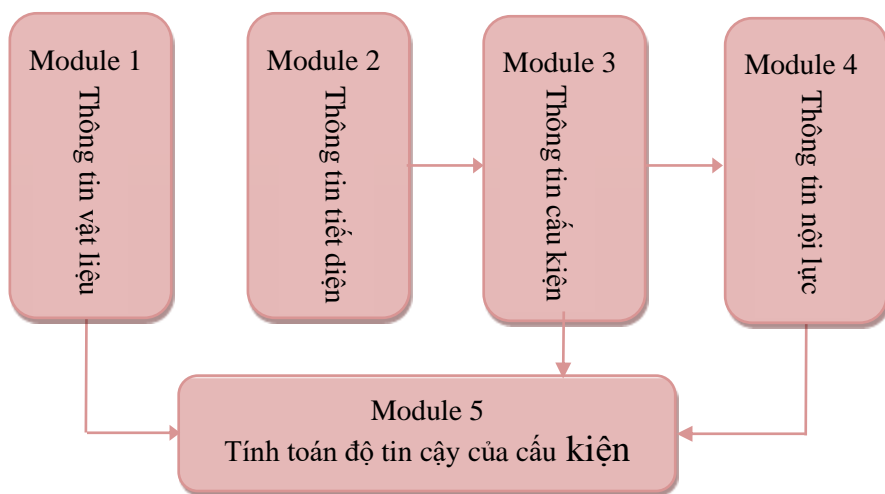 Module 1
Thông tin vật liệu
Module 2
Thông tin tiết diện
Module 3
Thông tin cấu kiện
Module 4
Thông tin nội lực
Module 5
Tính toán độ tin cậy của cấu kiện